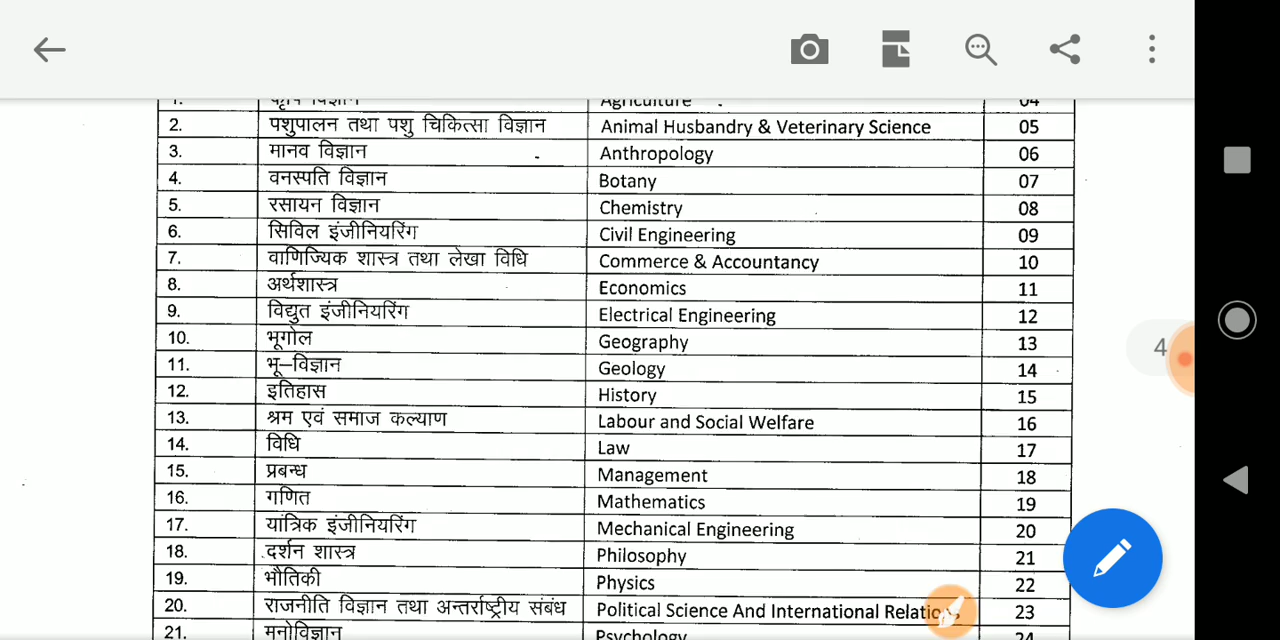 1. कृषि विज्ञान Agriculture 04
2. पशुपालन तथा पशु चिकित्सा विज्ञान Animal Husbandry & Veterinary Science 05
3. मानव विज्ञान Anthropology 06
4. वनस्पति विज्ञान Botany 07
5. रसायन विज्ञान Chemistry 08
6. सिविल इंजीनियरिंग Civil Engineering 09
7. वाणिज्यिक शास्त्र तथा लेखा विधि Commerce & Accountancy 10
8. अर्थशास्त्र Economics 11
9. विद्युत इंजीनियरिंग Electrical Engineering 12
10. भूगोल Geography 13
4
11. भू–विज्ञान Geology 14
12. इतिहास History 15
13. श्रम एवं समाज कल्याण Labour and Social Welfare 16
14. विधि Law 17
15. प्रबन्ध Management 18
16. गणित Mathematics 19
17. यांत्रिक इंजीनियरिंग Mechanical Engineering 20
18. दर्शन शास्त्र Philosophy 21
19. भौतिकी Physics 22
20. राजनीति विज्ञान तथा अन्तर्राष्ट्रीय संबंध Political Science And International 23
21. मनोविज्ञान Psychology 24